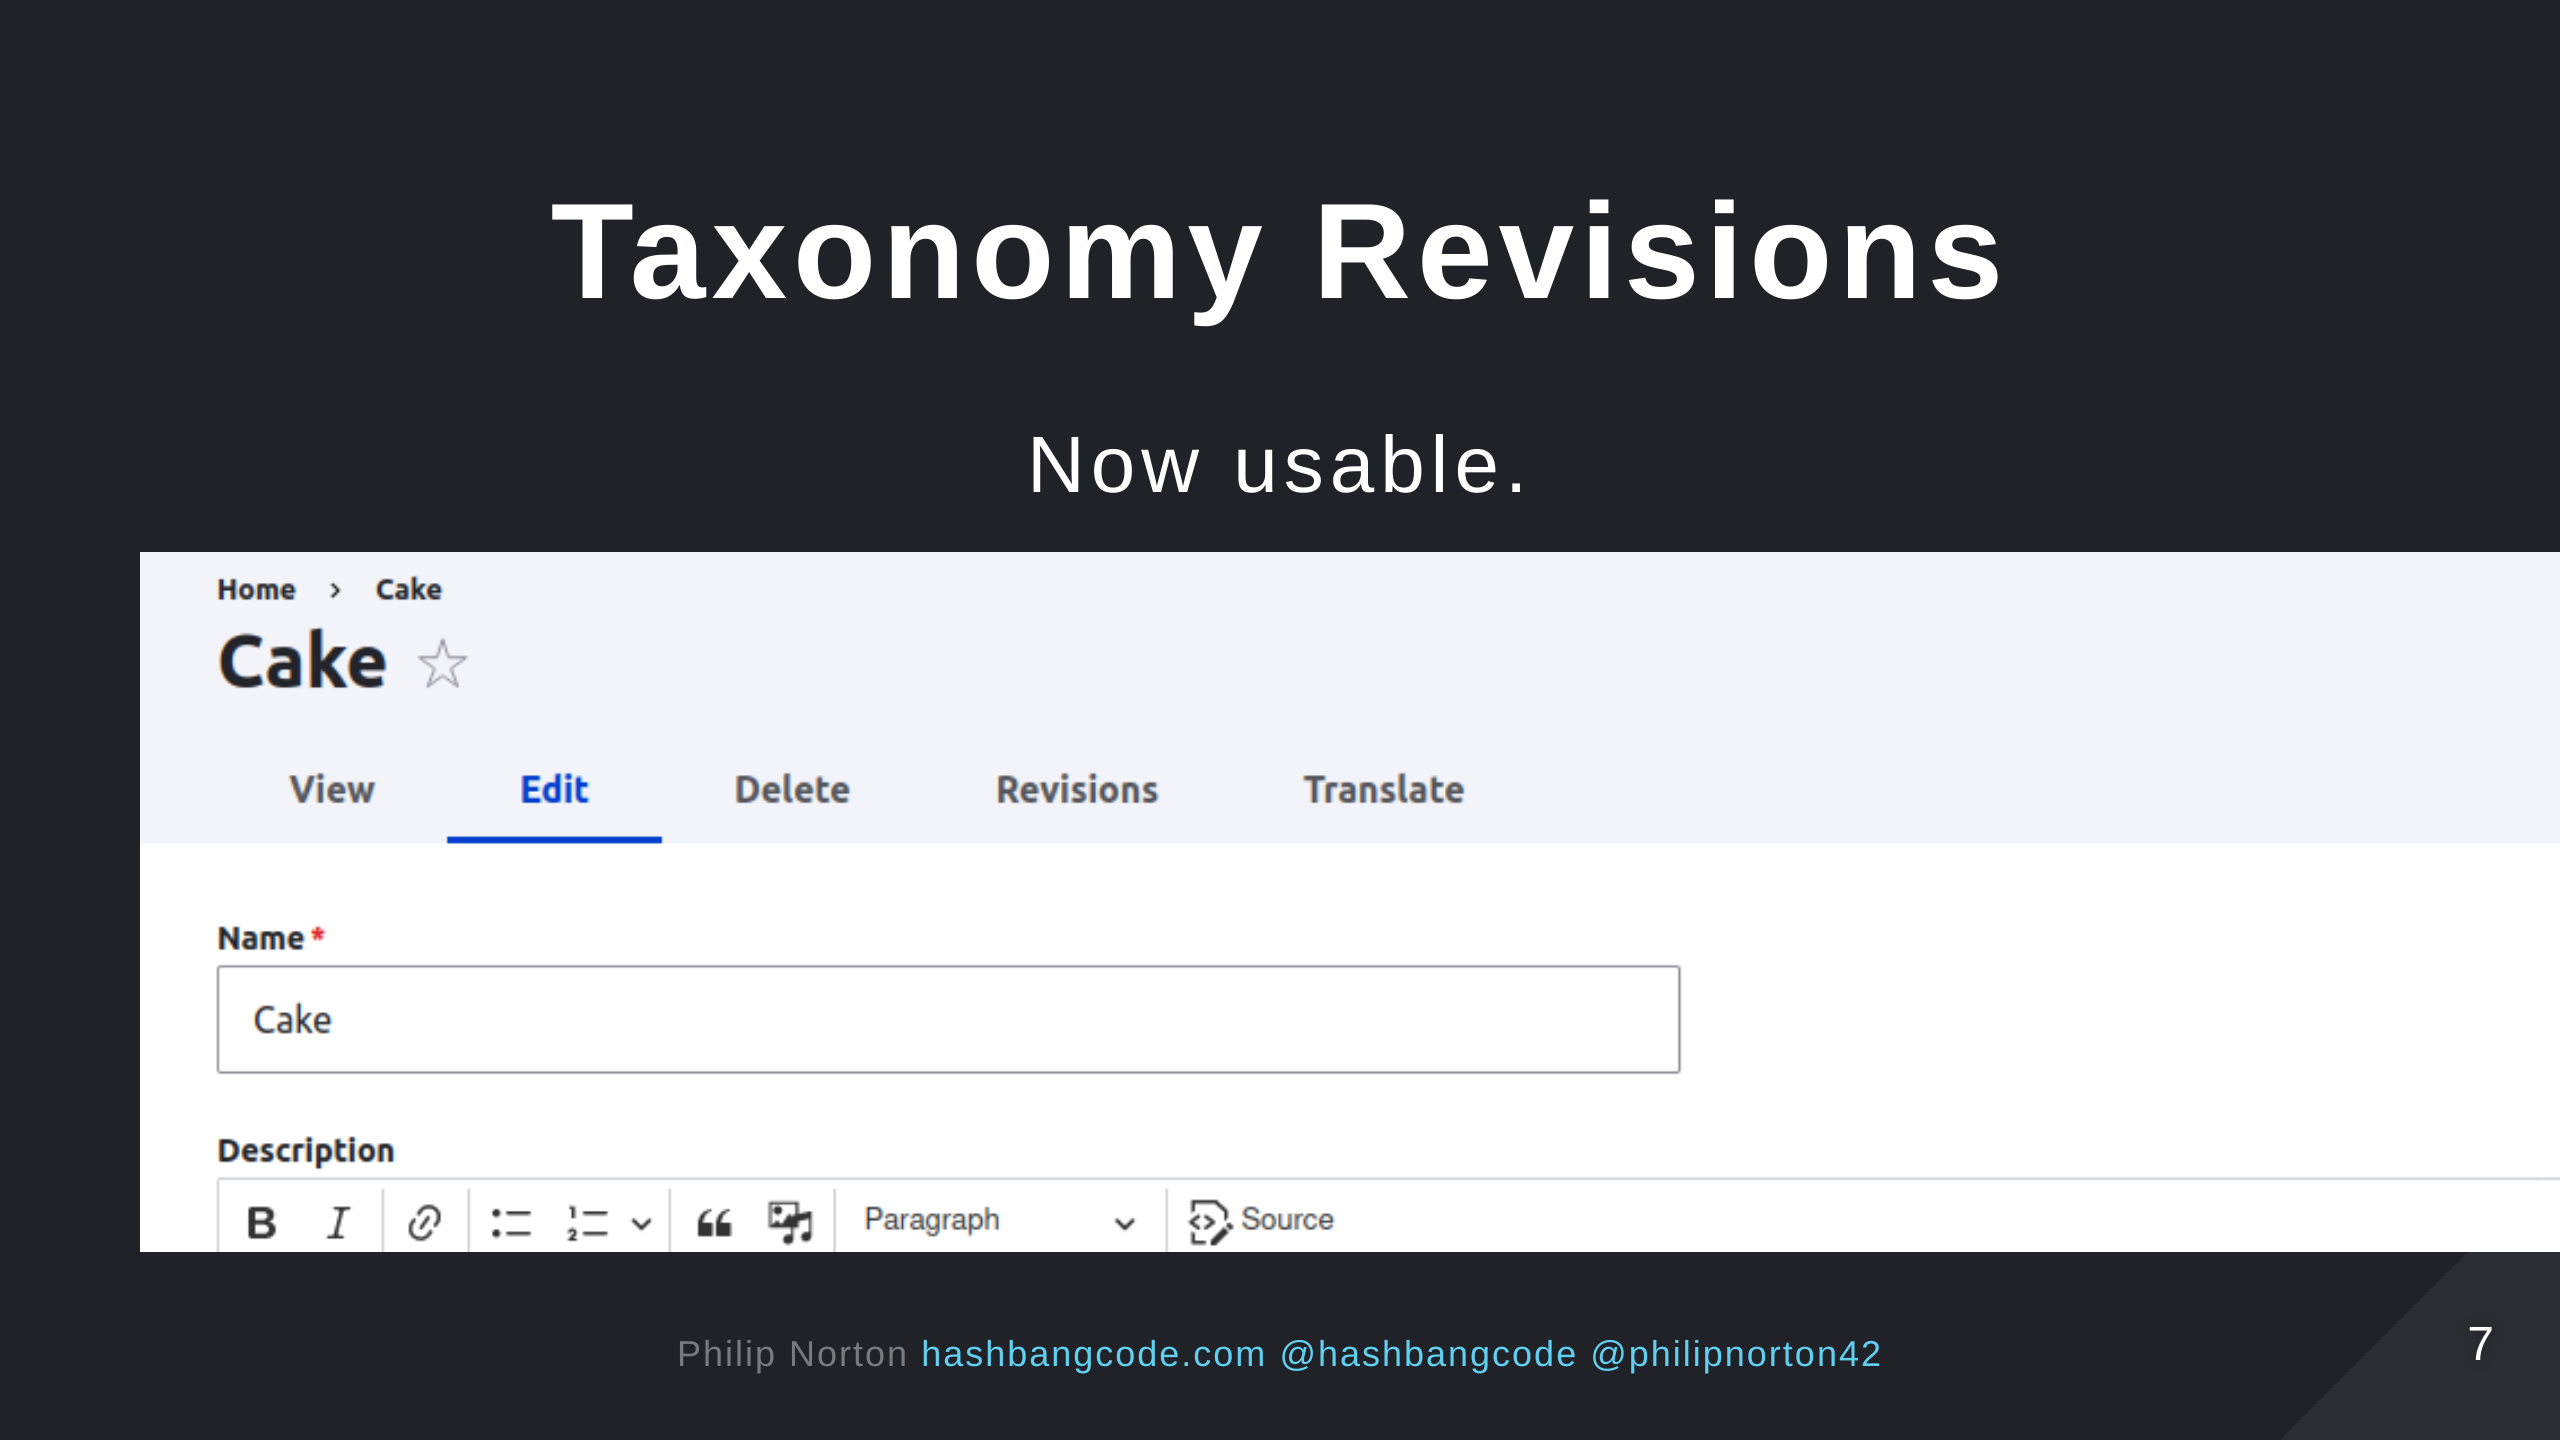 Taxonomy Revisions
Now usable.
Home > Cake
Cake
View Edit Delete Revisions Translate
Name *
Cake
Description
B I Paragraph Source
Philip Norton hashbangcode.com @hashbangcode @philipnorton42
7